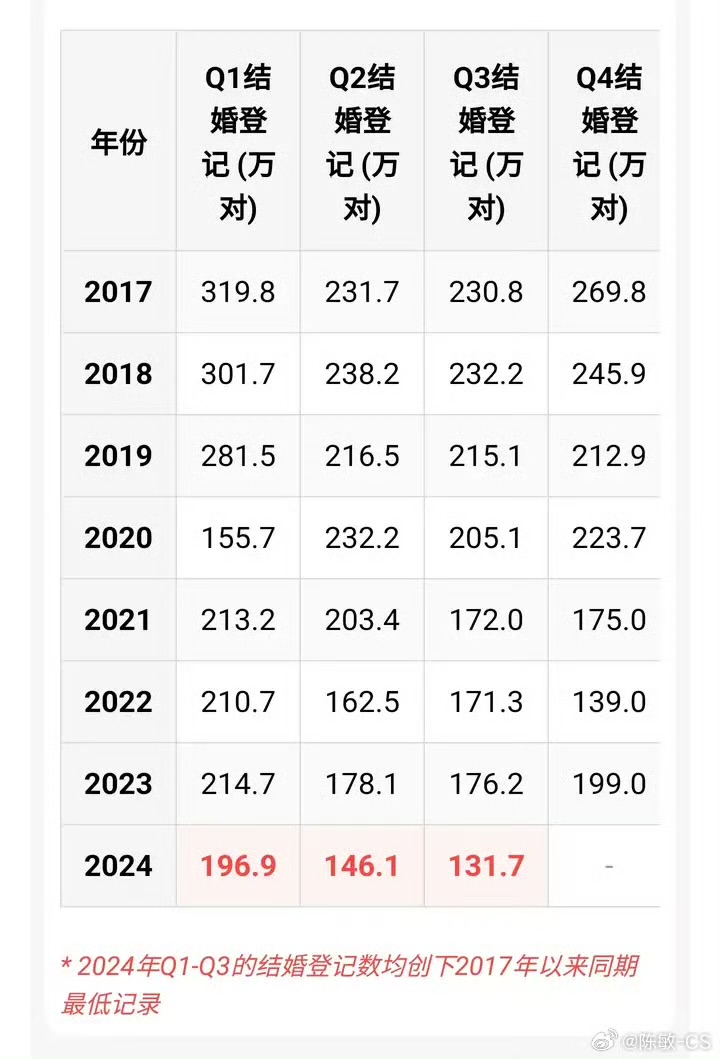 年份 Q1结婚登记 (万对) Q2结婚登记 (万对) Q3结婚登记 (万对) Q4结婚登记 (万对)
2017 319.8 231.7 230.8 269.8
2018 301.7 238.2 232.2 245.9
2019 281.5 216.5 215.1 212.9
2020 155.7 232.2 205.1 223.7
2021 213.2 203.4 172.0 175.0
2022 210.7 162.5 171.3 139.0
2023 214.7 178.1 176.2 199.0
2024 196.9 146.1 131.7 -
* 2024年Q1-Q3的结婚登记数均创下2017年以来同期
最低记录
@陈敏-CS